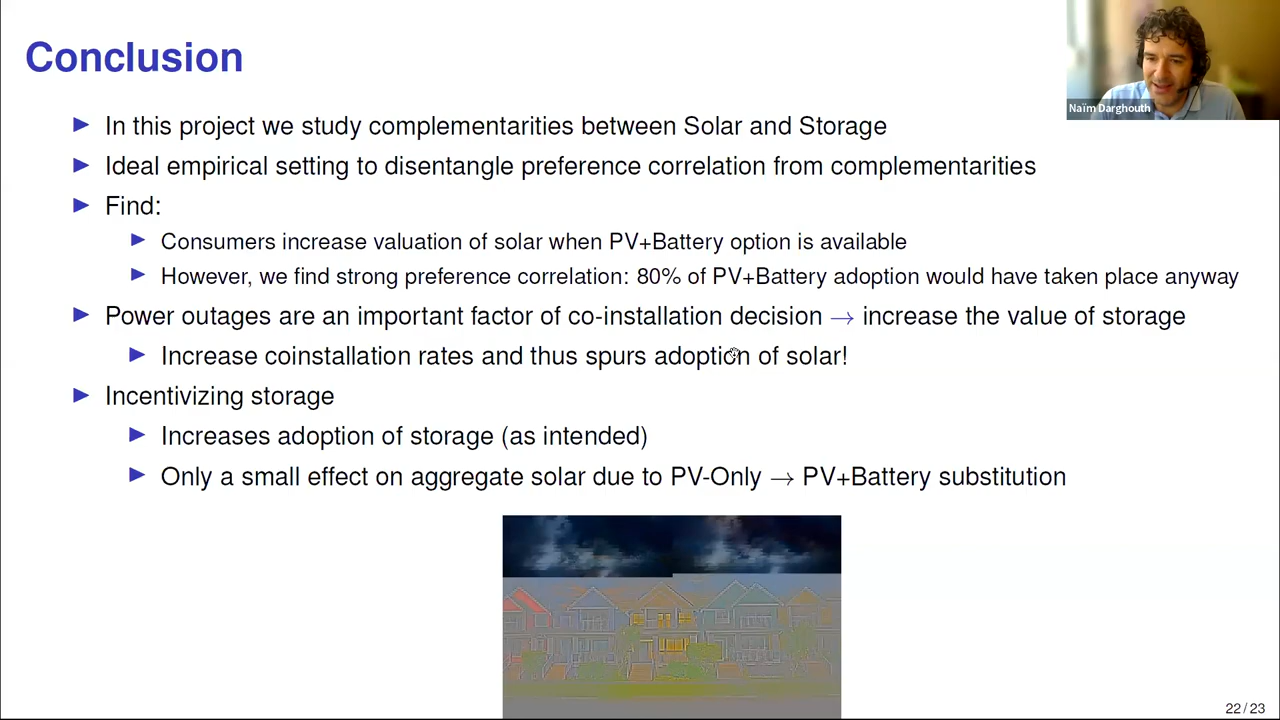 Conclusion
Naïm Darghouth
▶ In this project we study complementarities between Solar and Storage
▶ Ideal empirical setting to disentangle preference correlation from complementarities
▶ Find:
▶ Consumers increase valuation of solar when PV+Battery option is available
▶ However, we find strong preference correlation: 80% of PV+Battery adoption would have taken place anyway
▶ Power outages are an important factor of co-installation decision → increase the value of storage
▶ Increase coinstallation rates and thus spurs adoption of solar!
▶ Incentivizing storage
▶ Increases adoption of storage (as intended)
▶ Only a small effect on aggregate solar due to PV-Only → PV+Battery substitution
22 / 23